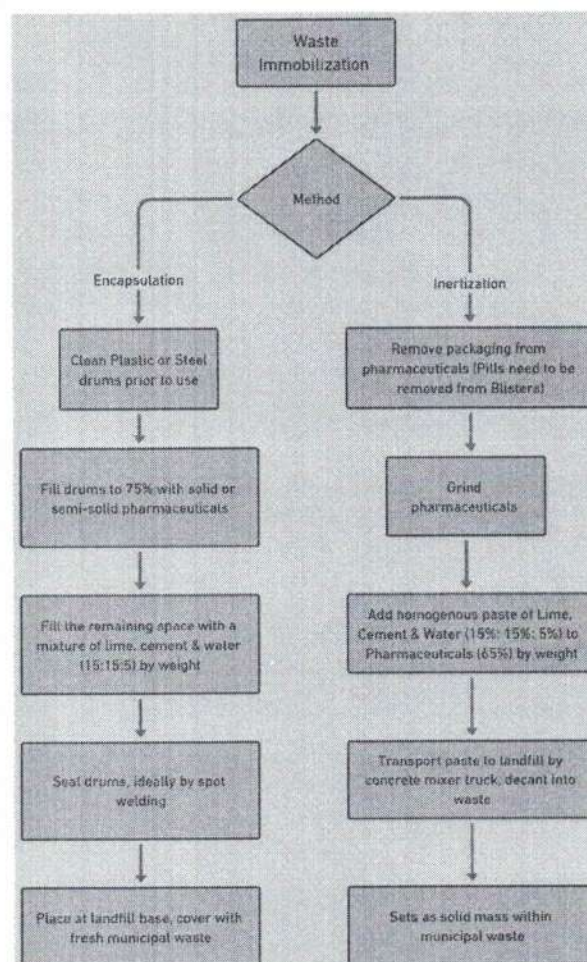 Waste
Immobilization
Method
Encapsulation
Inertization
Clean Plastic or Steel
drums prior to use
Remove packaging from
pharmaceuticals (Pills need to be
removed from Blisters)
Fill drums to 75% with solid or
semi-solid pharmaceuticals
Grind
pharmaceuticals
Fill the remaining space with a
mixture of lime, cement & water
(15:15:5) by weight
Add homogenous paste of Lime,
Cement & Water (15%: 15%: 5%) to
Pharmaceuticals (65%) by weight
Seal drums, ideally by spot
welding
Transport paste to landfill by
concrete mixer truck, decant into
waste
Place at landfill base, cover with
fresh municipal waste
Sets as solid mass within
municipal waste